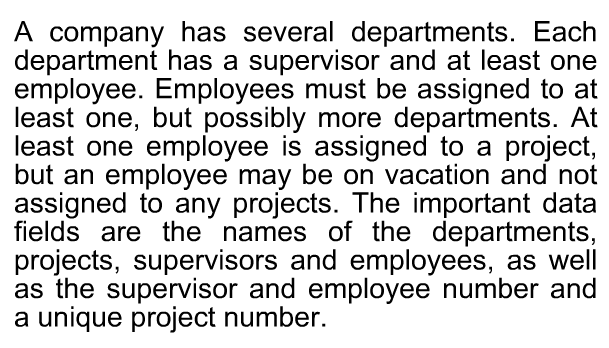 A company has several departments. Each
department has a supervisor and at least one
employee. Employees must be assigned to at
least one, but possibly more departments. At
least one employee is assigned to a project,
but an employee may be on vacation and not
assigned to any projects. The important data
fields are the names of the departments,
projects, supervisors and employees, as well
as the supervisor and employee number and
a unique project number.